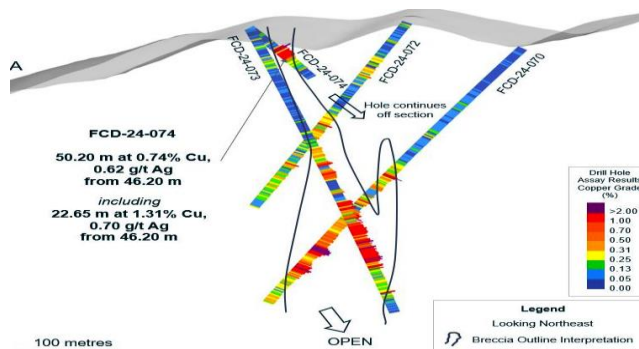 A
FCD-24-073
FCD-24-074
FCD-24-072
FCD-24-070
Hole continues
off section
FCD-24-074
50.20 m at 0.74% Cu,
0.62 g/t Ag
from 46.20 m
including
22.65 m at 1.31% Cu,
0.70 g/t Ag
from 46.20 m
Drill Hole
Assay Results
Copper Grade
(%)
>2.00
1.00
0.70
0.50
0.31
0.25
0.13
0.05
0.00
Legend
Looking Northeast
Breccia Outline Interpretation
100 metres
OPEN